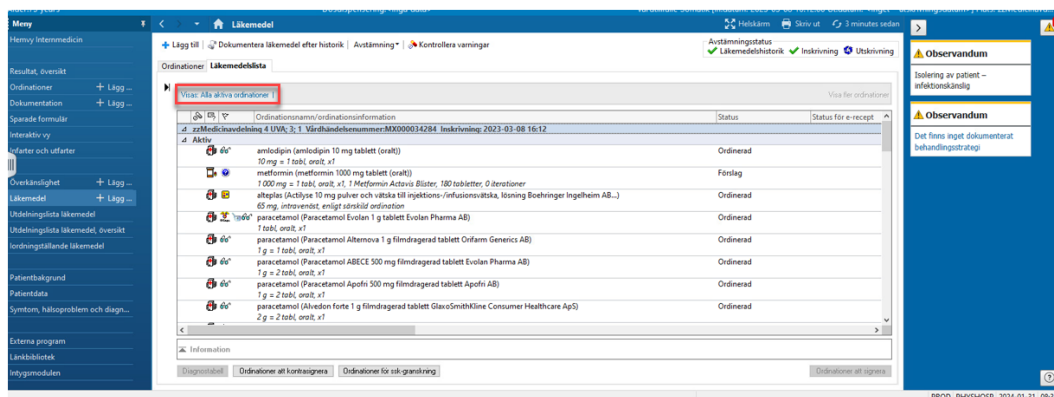 Meny
Läkemedel
Helskärm
Skriv ut
3 minutes sedan
Hemvy Internmedicin
Resultat, översikt
Ordinationer + Lägg ...
Dokumentation + Lägg ...
Sparade formulär
Interaktiv vy
Infarter och utfarter
Överkänslighet + Lägg ...
Läkemedel + Lägg ...
Utdelningslista läkemedel
Utdelningslista läkemedel, översikt
Iordningställande läkemedel
Patientbakgrund
Patientdata
Symtom, hälsoproblem och diagn...
Externa program
Länkbibliotek
Intygsmodulen
+ Lägg till
Dokumentera läkemedel efter historik
Avstämning
Kontrollera varningar
Avstämningsstatus
Läkemedelshistorik
Inskrivning
Utskrivning
Ordinationer
Läkemedelslista
Visas: Alla aktiva ordinationer
Visa fler ordinationer
Ordinationsnamn/ordinationsinformation
Status
Status för e-recept
zzMedicinavdelning 4 UVA; 3; 1 Vårdhändelsenummer:MX000034284 Inskrivning: 2023-03-08 16:12
Aktiv
amlodipin (amlodipin 10 mg tablett (oralt)) Ordinerad
10 mg = 1 tabl, oralt, x1
metformin (metformin 1000 mg tablett (oralt)) Förslag
1 000 mg = 1 tabl, oralt, x1, 1 Metformin Actavis Blister, 180 tabletter, 0 iterationer
alteplas (Actilyse 10 mg pulver och vätska till injektions-/infusionsvätska, lösning Boehringer Ingelheim AB...) Ordinerad
65 mg, intravenöst, enligt särskild ordination
paracetamol (Paracetamol Evolan 1 g tablett Evolan Pharma AB) Ordinerad
1 tabl, oralt, x1
paracetamol (Paracetamol Alternova 1 g filmdragerad tablett Orifarm Generics AB) Ordinerad
1 g = 1 tabl, oralt, x1
paracetamol (Paracetamol ABECE 500 mg filmdragerad tablett Evolan Pharma AB) Ordinerad
1 g = 2 tabl, oralt, x1
paracetamol (Paracetamol Apofri 500 mg filmdragerad tablett Apofri AB) Ordinerad
1 g = 2 tabl, oralt, x1
paracetamol (Alvedon forte 1 g filmdragerad tablett GlaxoSmithKline Consumer Healthcare ApS) Ordinerad
2 g = 2 tabl, oralt, x1
Information
Diagnostabell
Ordinationer att kontrasignera
Ordinationer för ssk-granskning
Ordinationer att signera
Observandum
Isolering av patient –
infektionskänslig
Observandum
Det finns inget dokumenterat
behandlingsstrategi